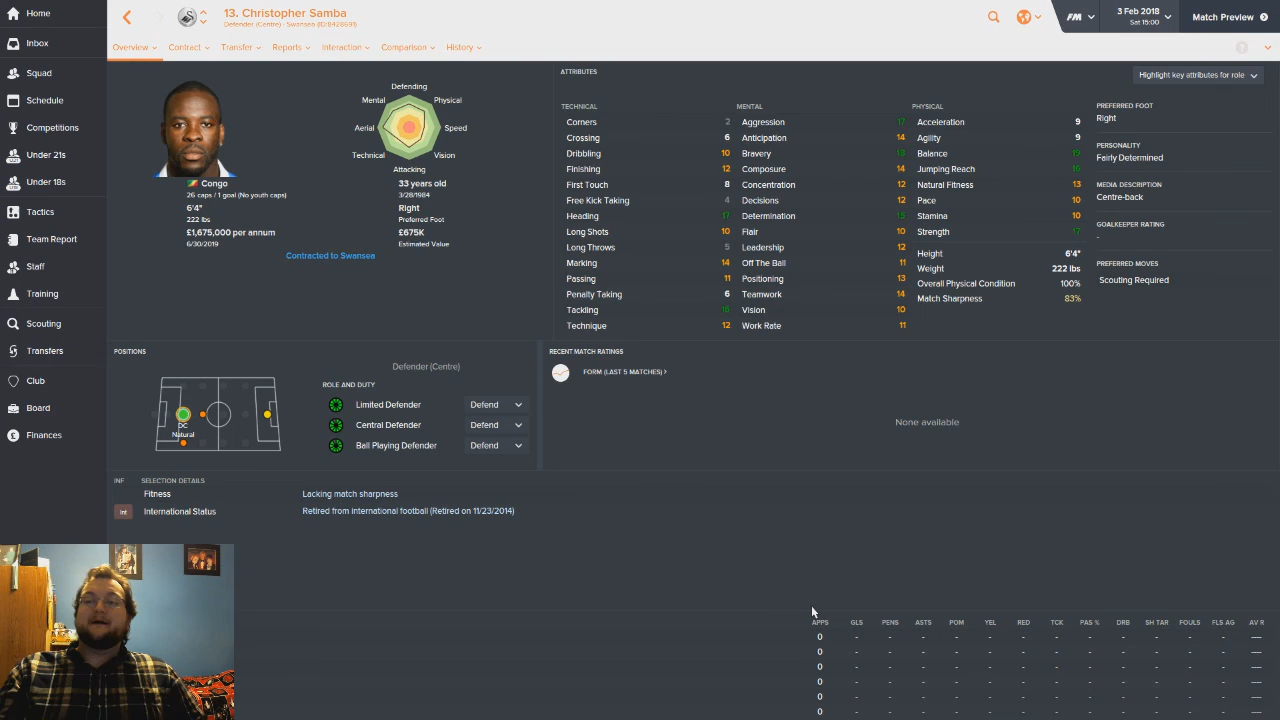 Home
Inbox
Squad
Schedule
Competitions
Under 21s
Under 18s
Tactics
Team Report
Staff
Training
Scouting
Transfers
Club
Board
Finances
13. Christopher Samba
Defender (Centre) - Swansea (ID:8428691)
FM
3 Feb 2018
Sat 15:00
Match Preview
Overview
Contract
Transfer
Reports
Interaction
Comparison
History
Defending
Mental Physical
Aerial Speed
Technical Vision
Attacking
Congo
26 caps / 1 goal (No youth caps)
6'4"
222 lbs
£1,675,000 per annum
6/30/2019
33 years old
3/28/1984
Right
Preferred Foot
£675K
Estimated Value
Contracted to Swansea
ATTRIBUTES
Highlight key attributes for role
TECHNICAL
Corners 2
Crossing 6
Dribbling 10
Finishing 12
First Touch 8
Free Kick Taking 4
Heading 17
Long Shots 10
Long Throws 5
Marking 14
Passing 11
Penalty Taking 6
Tackling
Technique 12
MENTAL
Aggression 17
Anticipation 14
Bravery
Composure 14
Concentration 12
Decisions 12
Determination
Flair 10
Leadership 12
Off The Ball 11
Positioning 13
Teamwork 14
Vision 10
Work Rate 11
PHYSICAL
Acceleration 9
Agility 9
Balance
Jumping Reach
Natural Fitness 13
Pace 10
Stamina 10
Strength 17
Height 6'4"
Weight 222 lbs
Overall Physical Condition 100%
Match Sharpness 83%
PREFERRED FOOT
Right
PERSONALITY
Fairly Determined
MEDIA DESCRIPTION
Centre-back
GOALKEEPER RATING
-
PREFERRED MOVES
Scouting Required
POSITIONS
DC
Natural
Defender (Centre)
ROLE AND DUTY
Limited Defender Defend
Central Defender Defend
Ball Playing Defender Defend
RECENT MATCH RATINGS
FORM (LAST 5 MATCHES) >
None available
INF SELECTION DETAILS
Fitness Lacking match sharpness
Int International Status Retired from international football (Retired on 11/23/2014)
APPS GLS PENS ASTS POM YEL RED TCK PAS % DRB SH TAR FOULS FLS AG AV R
0 - - - - - - - - - - - - ---
0 - - - - - - - - - - - - ---
0 - - - - - - - - - - - - ---
0 - - - - - - - - - - - - ---
0 - - - - - - - - - - - - ---
0 - - - - - - - - - - - - ---